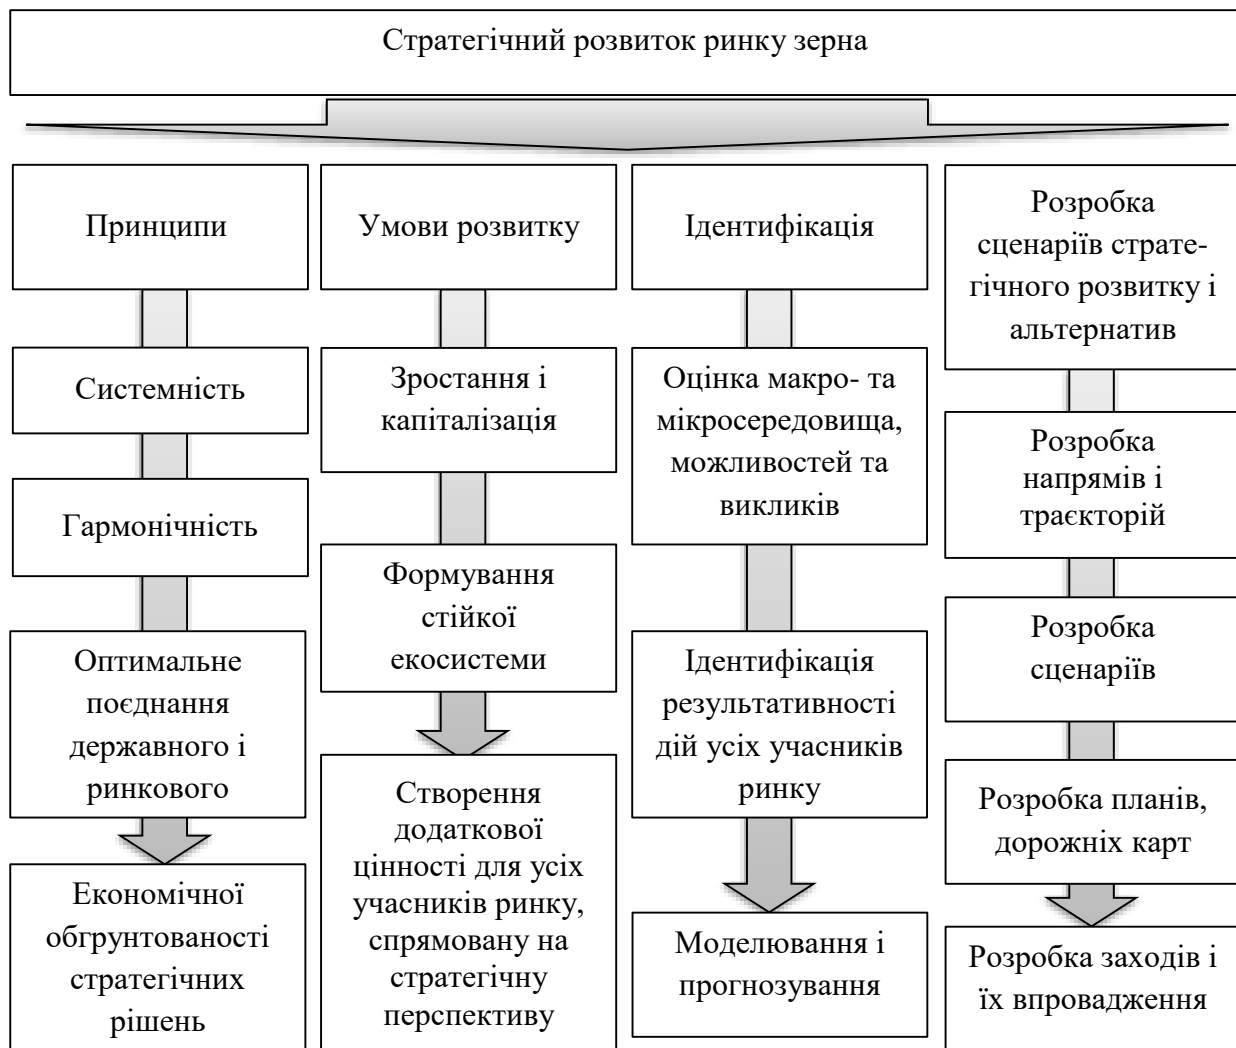 Стратегічний розвиток ринку зерна
Принципи
Системність
Гармонічність
Оптимальне
поєднання
державного і
ринкового
Економічної
обгрунтованості
стратегічних
рішень
Умови розвитку
Зростання і
капіталізація
Формування
стійкої
екосистеми
Створення
додаткової
цінності для усіх
учасників ринку,
спрямовану на
стратегічну
перспективу
Ідентифікація
Оцінка макро- та
мікросередовища,
можливостей та
викликів
Ідентифікація
результативності
дій усіх учасників
ринку
Моделювання і
прогнозування
Розробка
сценаріїв страте-
гічного розвитку і
альтернатив
Розробка
напрямів і
траєкторій
Розробка
сценаріїв
Розробка планів,
дорожніх карт
Розробка заходів і
їх впровадження